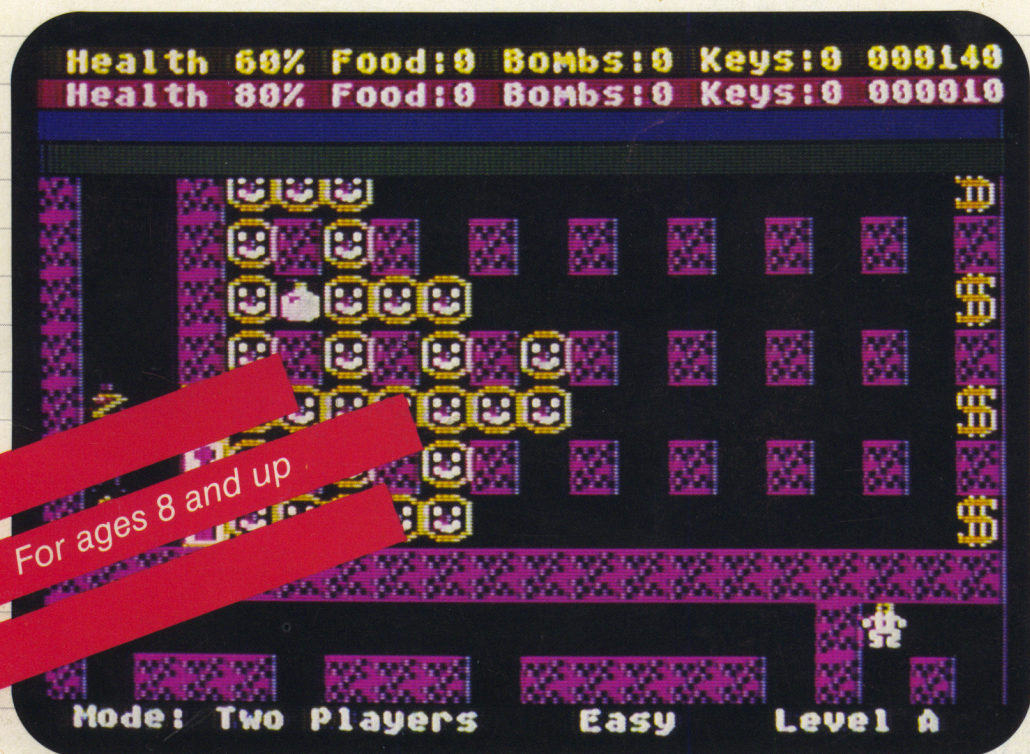 Health 60% Food:0 Bombs:0 Keys:0 000140
Health 80% Food:0 Bombs:0 Keys:0 000010
$
$
?
$
For ages 8 and up
$
Mode: Two Players Easy Level A